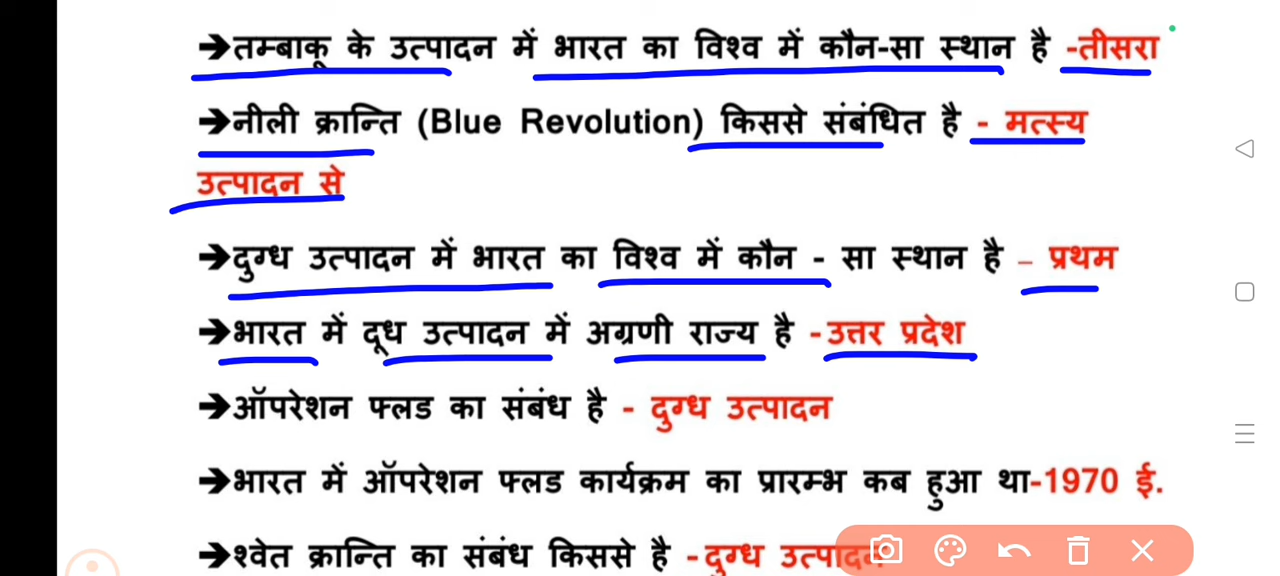 ➔तम्बाकू के उत्पादन में भारत का विश्व में कौन-सा स्थान है -तीसरा
➔नीली क्रान्ति (Blue Revolution) किससे संबंधित है - मत्स्य
उत्पादन से
➔दुग्ध उत्पादन में भारत का विश्व में कौन - सा स्थान है – प्रथम
➔भारत में दूध उत्पादन में अग्रणी राज्य है -उत्तर प्रदेश
➔ऑपरेशन फ्लड का संबंध है - दुग्ध उत्पादन
➔भारत में ऑपरेशन फ्लड कार्यक्रम का प्रारम्भ कब हुआ था-1970 ई.
➔श्वेत क्रान्ति का संबंध किससे है -दुग्ध उत्पादन